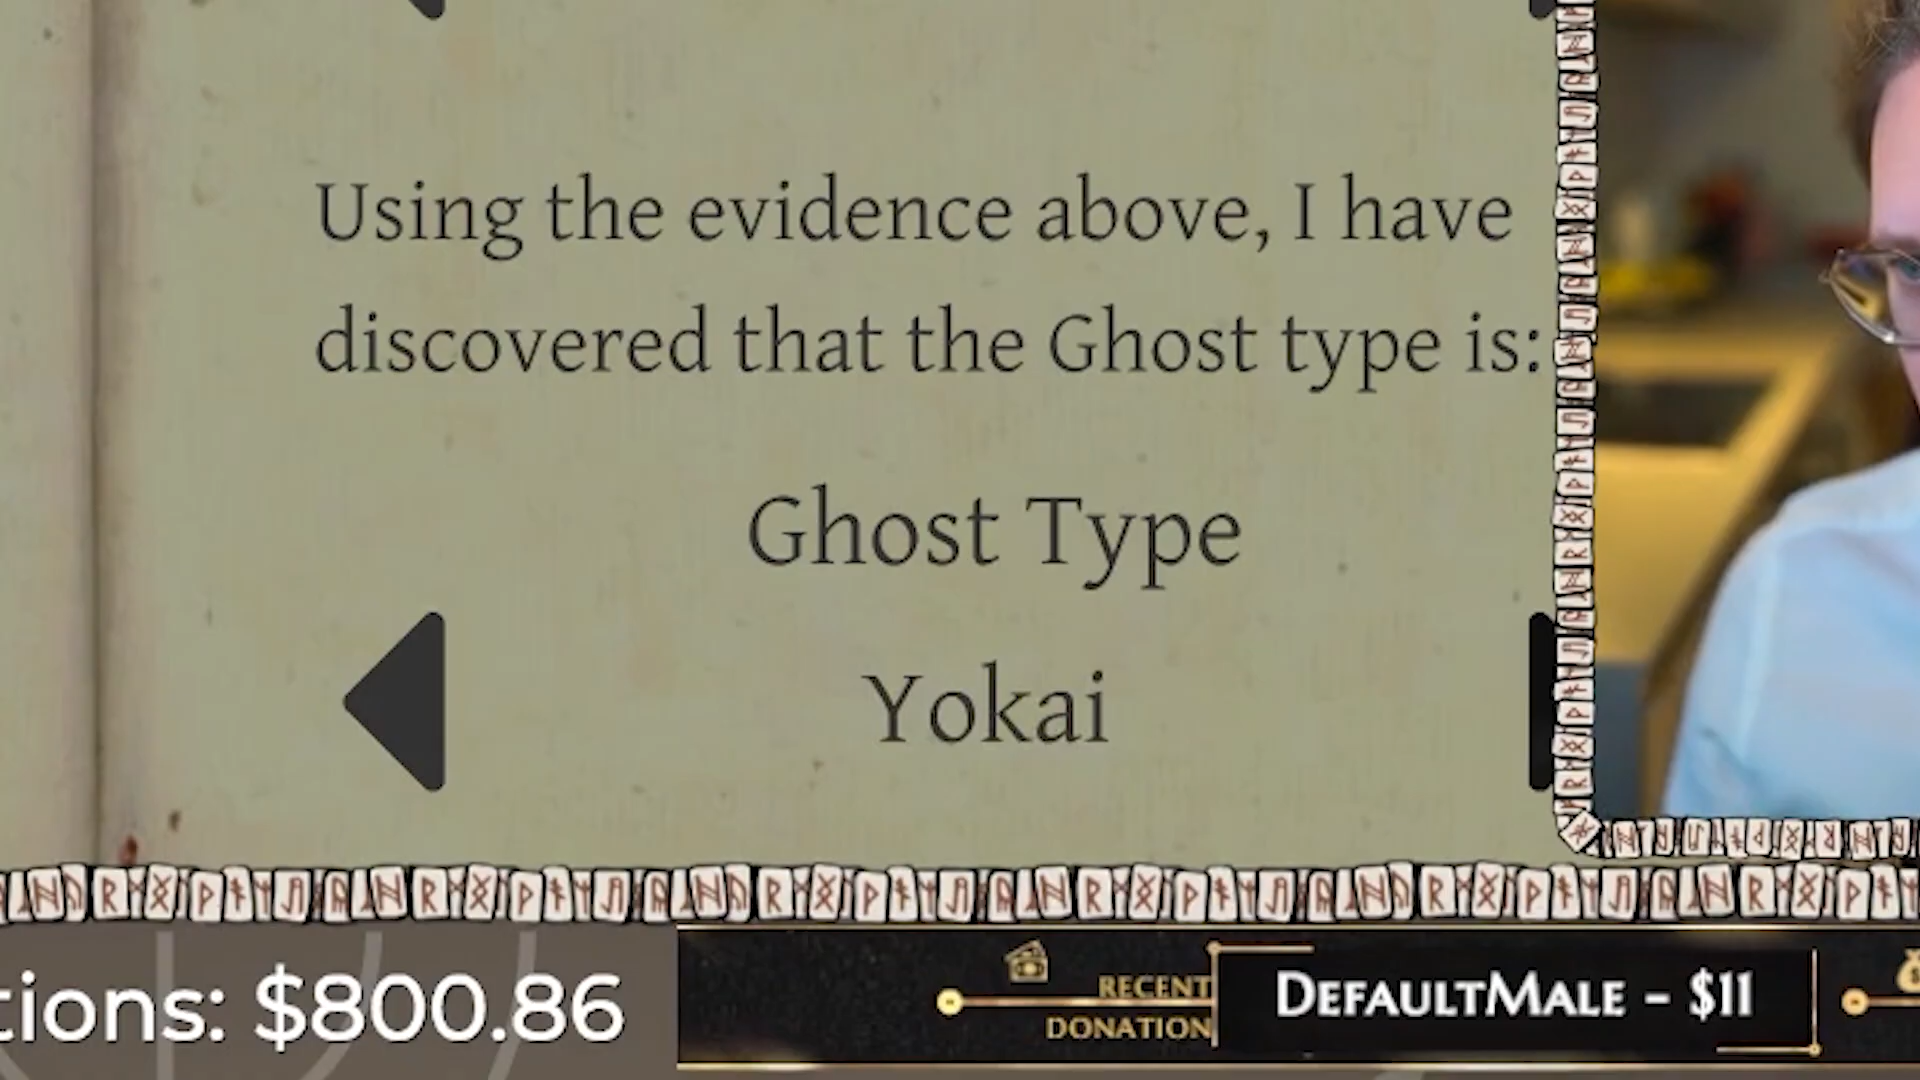 Using the evidence above, I have
discovered that the Ghost type is:
Ghost Type
Yokai
tions: $800.86
RECENT
DONATION
DEFAULTMALE – $11